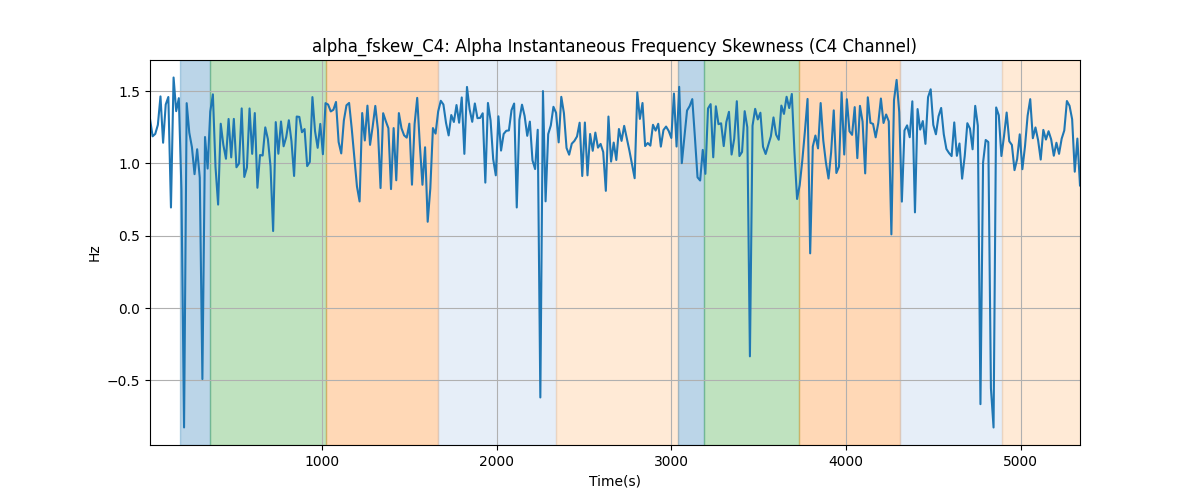 alpha_fskew_C4: Alpha Instantaneous Frequency Skewness (C4 Channel)
1.5
1.0
0.5
0.0
−0.5
Hz
1000 2000 3000 4000 5000
Time(s)